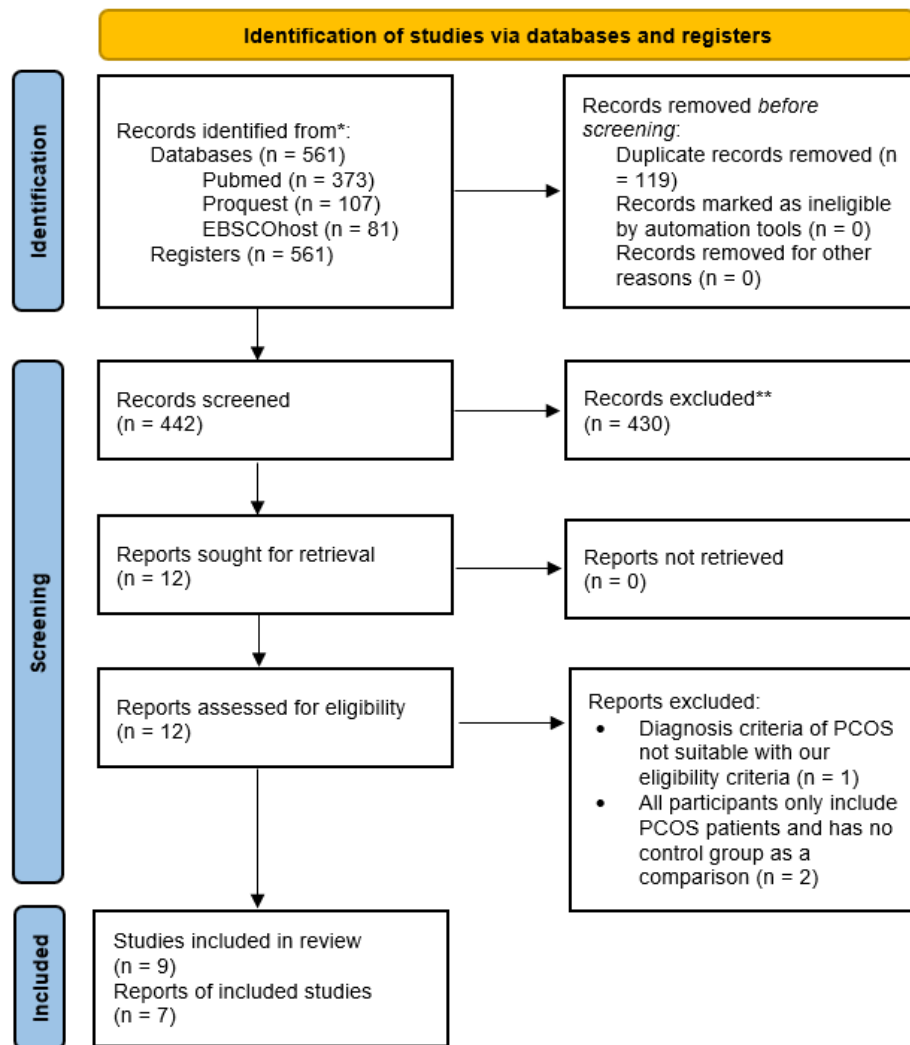 Identification of studies via databases and registers
Identification
Records identified from*:
Databases (n = 561)
Pubmed (n = 373)
Proquest (n = 107)
EBSCOhost (n = 81)
Registers (n = 561)
Records removed before
screening:
Duplicate records removed (n
= 119)
Records marked as ineligible
by automation tools (n = 0)
Records removed for other
reasons (n = 0)
Screening
Records screened
(n = 442)
Records excluded**
(n = 430)
Reports sought for retrieval
(n = 12)
Reports not retrieved
(n = 0)
Reports assessed for eligibility
(n = 12)
Reports excluded:
• Diagnosis criteria of PCOS
not suitable with our
eligibility criteria (n = 1)
• All participants only include
PCOS patients and has no
control group as a
comparison (n = 2)
Included
Studies included in review
(n = 9)
Reports of included studies
(n = 7)